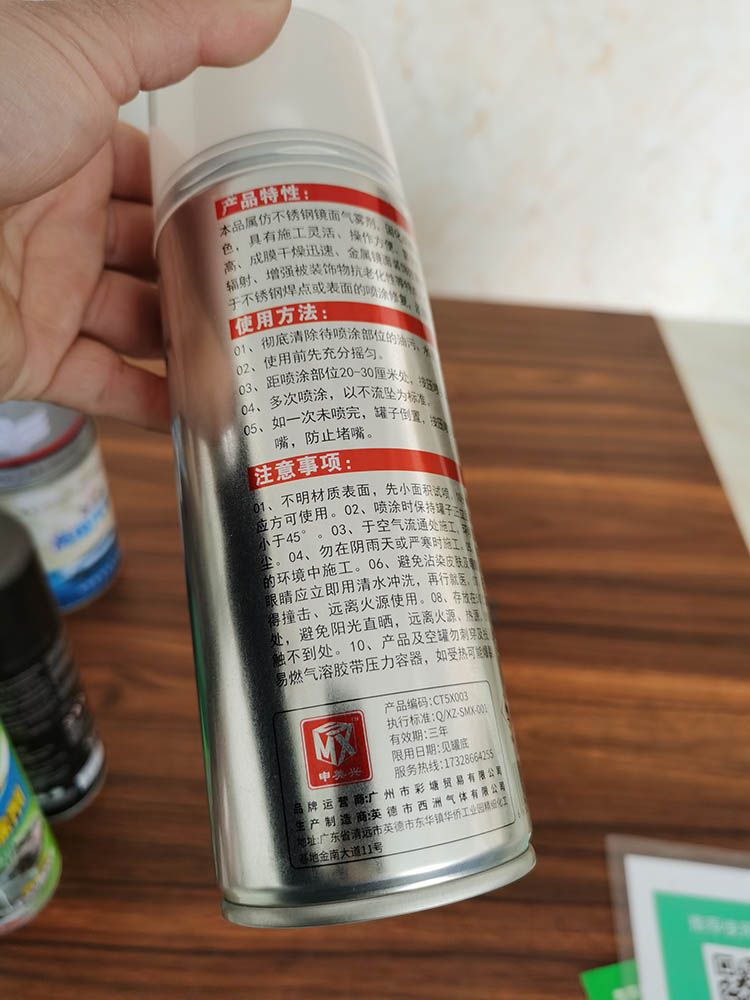 产品特性：
本品属仿不锈钢镜面气雾剂，固化
色，具有施工灵活、操作方便、
高、成膜干燥迅速、金属镜面
辐射、增强被装饰物抗老化性等特
于不锈钢焊点或表面的喷涂修复，
使用方法：
01、彻底清除待喷涂部位的油污、水
02、使用前先充分摇匀。
03、距喷涂部位20-30厘米处，按压
04、多次喷涂，以不流坠为标准。
05、如一次未喷完，罐子倒置，按压
嘴，防止堵嘴。
注意事项：
01、不明材质表面，先小面积试喷，
应方可使用。02、喷涂时保持罐子
小于45°。03、于空气流通处施工，
尘。04、勿在阴雨天或严寒时施工。
的环境中施工。06、避免沾染皮肤及
眼睛应立即用清水冲洗，再行就医。
得撞击、远离火源使用。08、存放在
处，避免阳光直晒，远离火源、热源
触不到处。10、产品及空罐勿刺穿及
易燃气溶胶带压力容器，如受热可能爆
MX
申美兴
产品编码：CT5X003
执行标准：Q/XZ-SMX-001
有效期：三年
限用日期：见罐底
服务热线：17328664255
品牌运营商：广州市彩塘贸易有限公司
生产制造商：英德市西洲气体有限公司
地址：广东省清远市英德市东华镇华侨工业园精细化工
基地金南大道11号